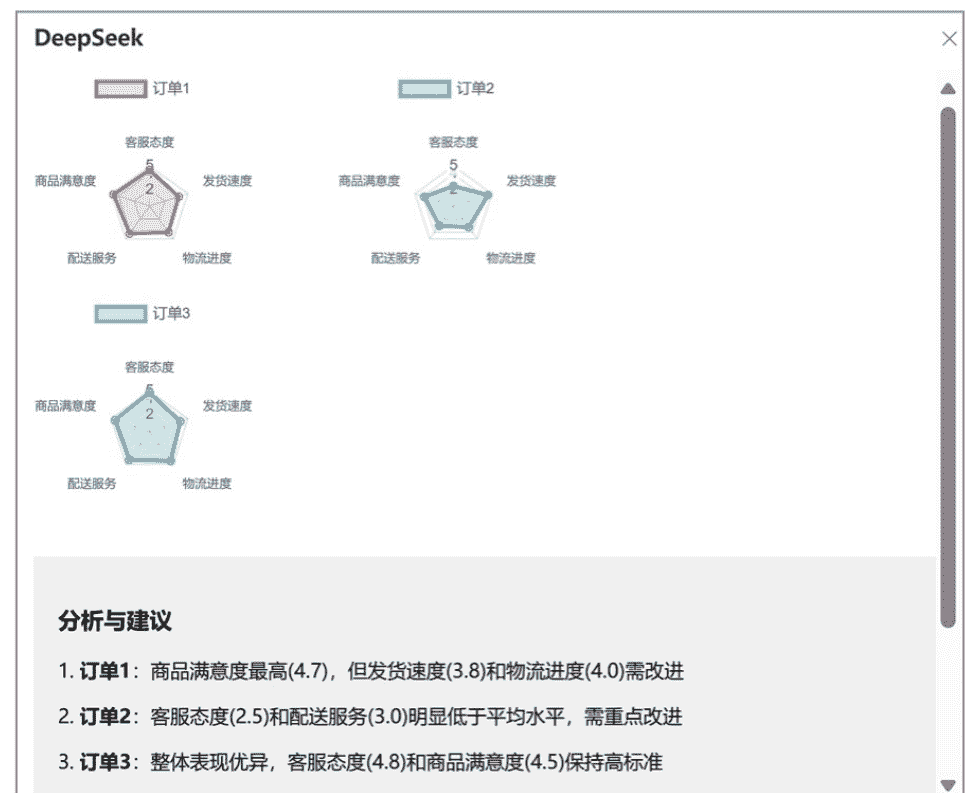 DeepSeek
订单1
订单2
客服态度
5
2
商品满意度
发货速度
配送服务
物流进度
客服态度
5
2
商品满意度
发货速度
配送服务
物流进度
订单3
客服态度
5
2
商品满意度
发货速度
配送服务
物流进度
分析与建议
1. 订单1：商品满意度最高(4.7)，但发货速度(3.8)和物流进度(4.0)需改进
2. 订单2：客服态度(2.5)和配送服务(3.0)明显低于平均水平，需重点改进
3. 订单3：整体表现优异，客服态度(4.8)和商品满意度(4.5)保持高标准